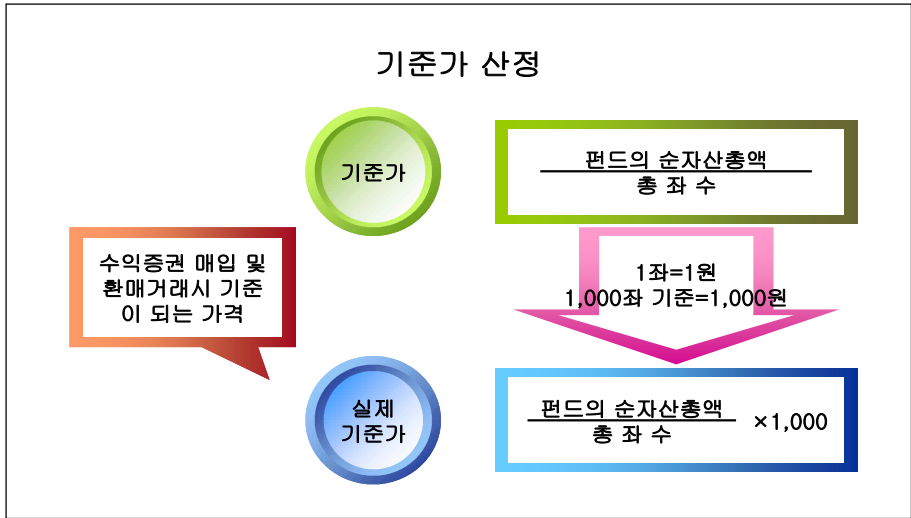 기준가 산정
기준가
펀드의 순자산총액
총 좌 수
수익증권 매입 및
환매거래시 기준
이 되는 가격
1좌=1원
1,000좌 기준=1,000원
실제
기준가
펀드의 순자산총액
총 좌 수
×1,000